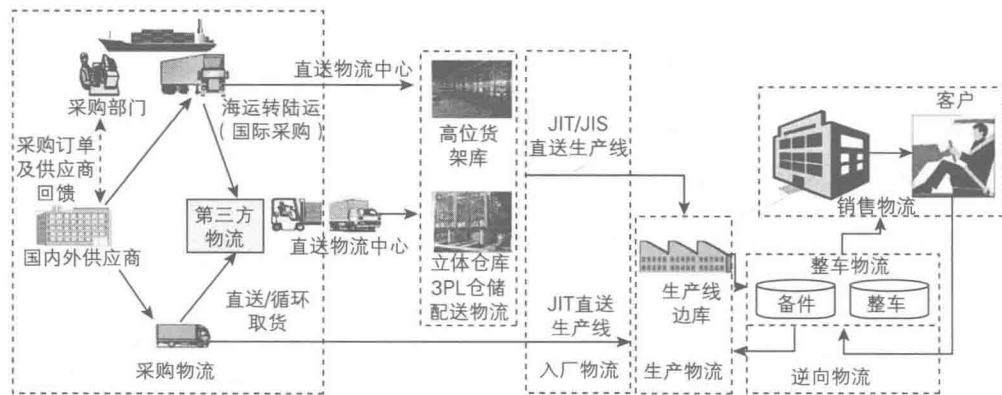 采购部门
采购订单
及供应商
回馈
国内外供应商
海运转陆运
（国际采购）
第三方
物流
直送/循环
取货
采购物流
直送物流中心
直送物流中心
高位货
架库
立体仓库
3PL仓储
配送物流
JIT/JIS
直送生产线
JIT直送
生产线
入厂物流
生产线
边库
生产物流
客户
销售物流
整车物流
备件
整车
逆向物流